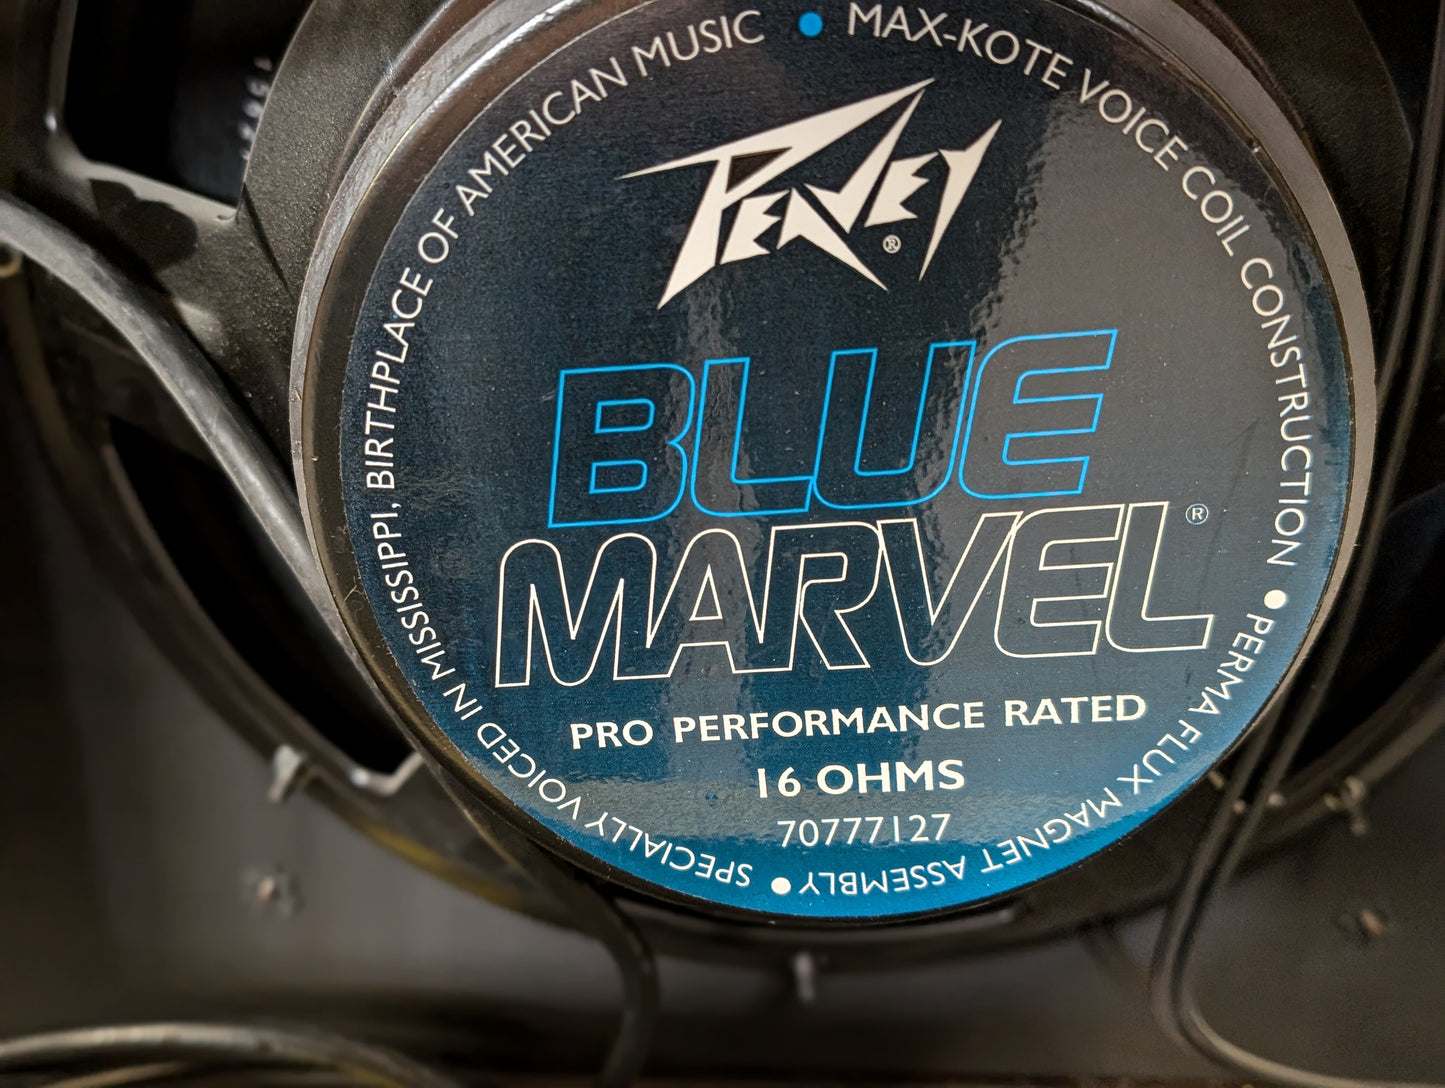 PEAVEY®
BLUE
MARVEL®
PRO PERFORMANCE RATED
16 OHMS
70777127
SPECIALLY VOICED IN MISSISSIPPI, BIRTHPLACE OF AMERICAN MUSIC • MAX-KOTE VOICE COIL CONSTRUCTION • PERMA FLUX MAGNET ASSEMBLY •